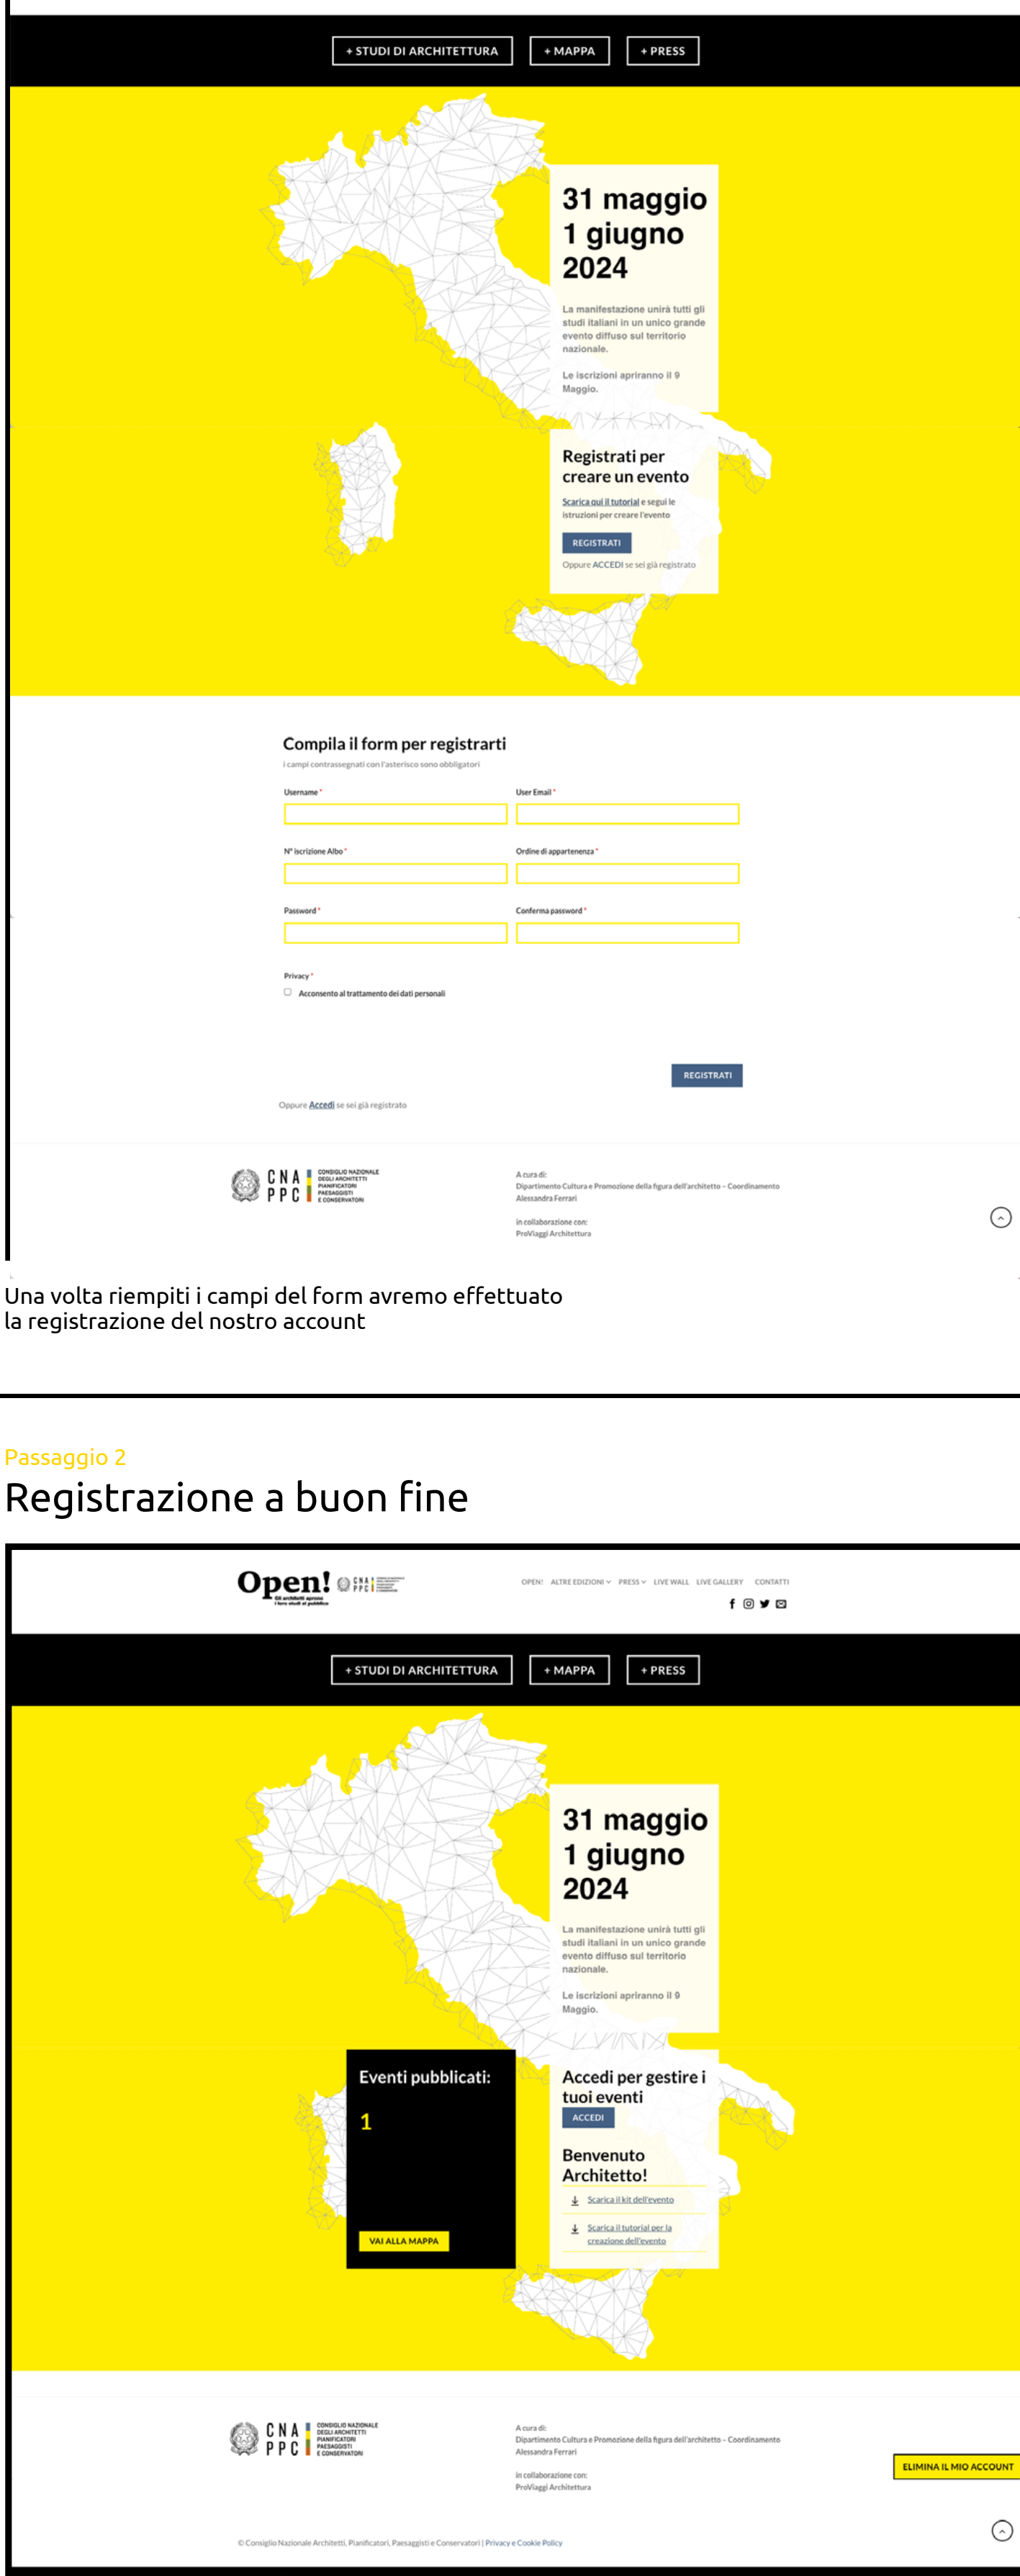 + STUDI DI ARCHITETTURA + MAPPA + PRESS
31 maggio
1 giugno
2024
La manifestazione unirà tutti gli
studi italiani in un unico grande
evento diffuso sul territorio
nazionale.
Le iscrizioni apriranno il 9
Maggio.
Registrati per
creare un evento
Scarica qui il tutorial e segui le
istruzioni per creare l'evento
REGISTRATI
Oppure ACCEDI se sei già registrato
Compila il form per registrarti
i campi contrassegnati con l'asterisco sono obbligatori
Username * User Email *
N° iscrizione Albo * Ordine di appartenenza *
Password * Conferma password *
Privacy *
Acconsento al trattamento dei dati personali
REGISTRATI
Oppure Accedi se sei già registrato
CNA
PPC
CONSIGLIO NAZIONALE
DEGLI ARCHITETTI
PIANIFICATORI
PAESAGGISTI
E CONSERVATORI
A cura di:
Dipartimento Cultura e Promozione della figura dell'architetto – Coordinamento
Alessandra Ferrari
in collaborazione con:
ProViaggi Architettura
Una volta riempiti i campi del form avremo effettuato
la registrazione del nostro account
Passaggio 2
Registrazione a buon fine
Open!
Gli architetti aprono
i loro studi al pubblico
CNA
PPC
OPEN! ALTRE EDIZIONI PRESS LIVE WALL LIVE GALLERY CONTATTI
+ STUDI DI ARCHITETTURA + MAPPA + PRESS
31 maggio
1 giugno
2024
La manifestazione unirà tutti gli
studi italiani in un unico grande
evento diffuso sul territorio
nazionale.
Le iscrizioni apriranno il 9
Maggio.
Eventi pubblicati:
1
VAI ALLA MAPPA
Accedi per gestire i
tuoi eventi
ACCEDI
Benvenuto
Architetto!
Scarica il kit dell'evento
Scarica il tutorial per la
creazione dell'evento
CNA
PPC
CONSIGLIO NAZIONALE
DEGLI ARCHITETTI
PIANIFICATORI
PAESAGGISTI
E CONSERVATORI
A cura di:
Dipartimento Cultura e Promozione della figura dell'architetto – Coordinamento
Alessandra Ferrari
in collaborazione con:
ProViaggi Architettura
ELIMINA IL MIO ACCOUNT
© Consiglio Nazionale Architetti, Pianificatori, Paesaggisti e Conservatori | Privacy e Cookie Policy